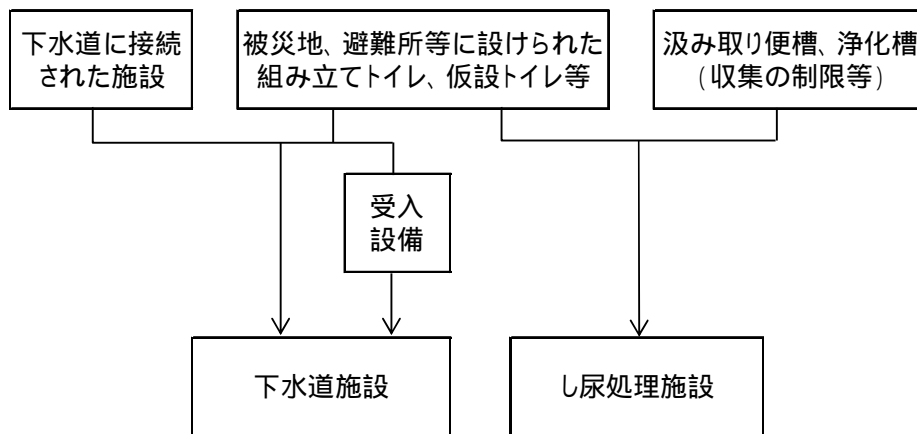 下水道に接続
された施設
被災地、避難所等に設けられた
組み立てトイレ、仮設トイレ等
汲み取り便槽、浄化槽
(収集の制限等)
受入
設備
下水道施設
し尿処理施設